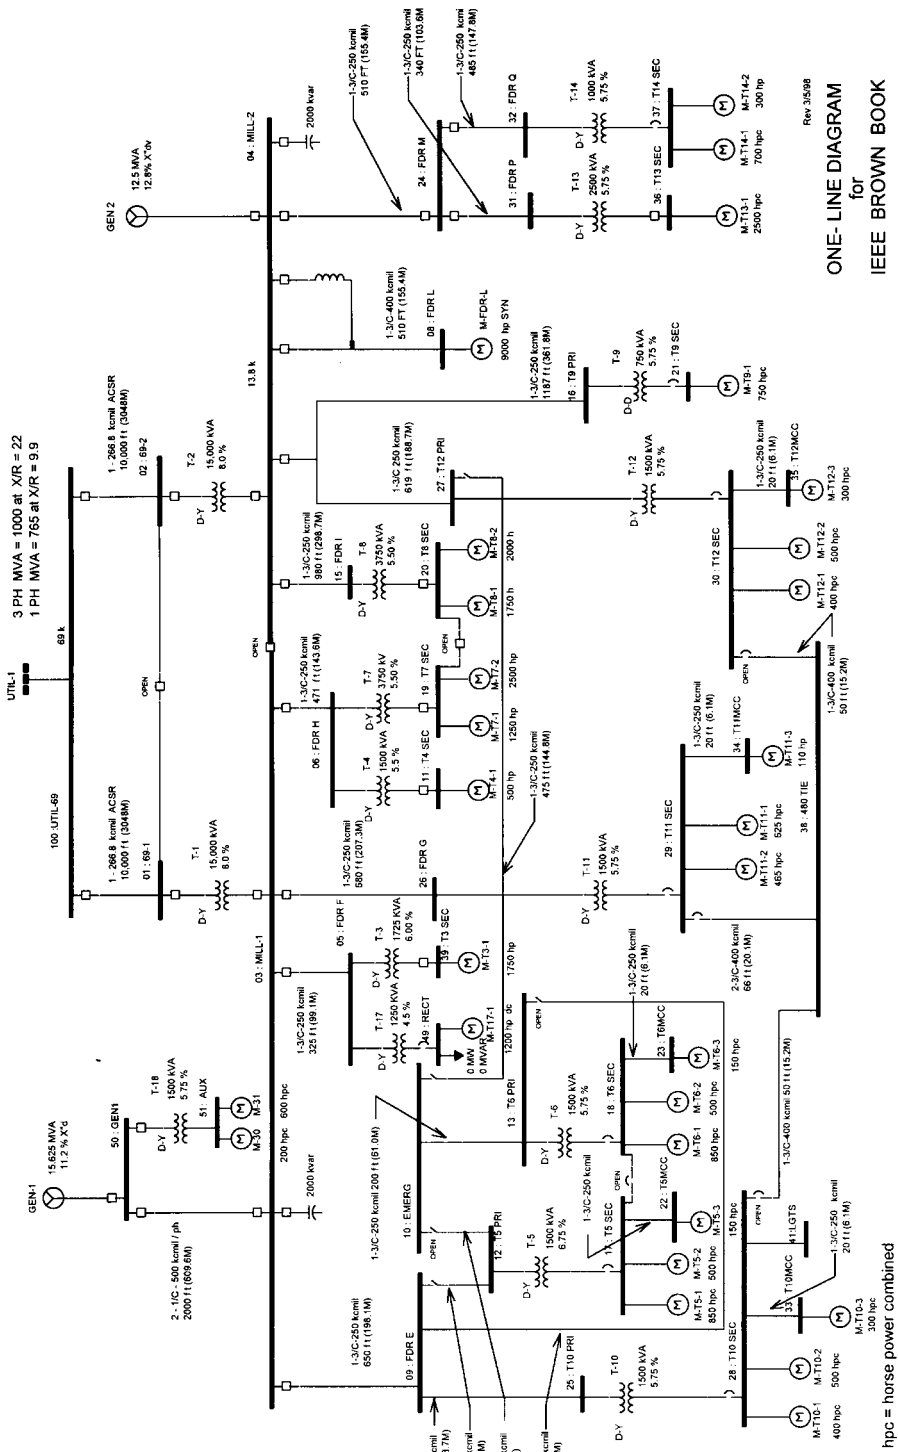 3 PH MVA = 1000 at X/R = 22
1 PH MVA = 765 at X/R = 9.9
UTIL-1
69 k
100 :UTIL-69
1 - 266.8 kcmil ACSR
10,000 ft (3048M)
01 : 69-1
OPEN
1 - 266.8 kcmil ACSR
10,000 ft (3048M)
02 : 69-2
T-1
15,000 kVA
8.0 %
D-Y
T-2
15,000 kVA
8.0 %
D-Y
GEN-1
15.625 MVA
11.2 % X"d
50 : GEN1
T-18
1500 kVA
5.75 %
D-Y
51 : AUX
M-30
200 hpc
M-31
600 hpc
2 - 1/C - 500 kcmil / ph
2000 ft (609.6M)
2000 kvar
03 : MILL-1
OPEN
13.8 k
GEN 2
12.5 MVA
12.8% X"dv
04 : MILL-2
2000 kvar
1-3/C-250 kcmil
650 ft (198.1M)
09 : FDR E
1-3/C-250 kcmil 200 ft (61.0M)
10 : EMERG
OPEN
12 : T5 PRI
T-5
1500 kVA
6.75 %
D-Y
17 : T5 SEC
M-T5-1
850 hpc
M-T5-2
500 hpc
1-3/C-250 kcmil
22 : T5MCC
M-T5-3
150 hpc
OPEN
13 : T6 PRI
OPEN
T-6
1500 kVA
5.75 %
D-Y
18 : T6 SEC
M-T6-1
850 hpc
M-T6-2
500 hpc
1-3/C-250 kcmil
20 ft (6.1M)
23 : T6MCC
M-T6-3
150 hpc
25 : T10 PRI
T-10
1500 kVA
5.75 %
D-Y
28 : T10 SEC
M-T10-1
400 hpc
M-T10-2
500 hpc
33 : T10MCC
M-T10-3
300 hpc
41:LGTS
1-3/C-250 kcmil
20 ft (6.1M)
OPEN
1-3/C-400 kcmil 50 ft (15.2M)
1-3/C-250 kcmil
325 ft (99.1M)
05 : FDR F
T-17
1250 KVA
4.5 %
D-Y
49 : RECT
0 MW
0 MVAR
M-T17-1
1200 hp dc
T-3
1725 KVA
6.00 %
D-Y
39 : T3 SEC
M-T3-1
1750 hp
1-3/C-250 kcmil
680 ft (207.3M)
26 : FDR G
T-11
1500 kVA
5.75 %
D-Y
29 : T11 SEC
M-T11-2
465 hpc
M-T11-1
625 hpc
1-3/C-250 kcmil
20 ft (6.1M)
34 : T11MCC
M-T11-3
110 hp
2-3/C-400 kcmil
66 ft (20.1M)
38 : 480 TIE
1-3/C-250 kcmil
471 ft (143.6M)
06 : FDR H
T-4
1500 kVA
5.5 %
D-Y
11 : T4 SEC
M-T4-1
500 hp
T-7
3750 kV
5.50 %
D-Y
19 : T7 SEC
M-T7-1
1250 hp
M-T7-2
2500 hp
OPEN
1-3/C-250 kcmil
475 ft (144.8M)
1-3/C-250 kcmil
980 ft (298.7M)
15 : FDR I
T-8
3750 kVA
5.50 %
D-Y
20 : T8 SEC
M-T8-1
1750 h
M-T8-2
2000 h
1-3/C 250 kcmil
619 ft (188.7M)
27 : T12 PRI
T-12
1500 kVA
5.75 %
D-Y
30 : T12 SEC
OPEN
M-T12-1
400 hpc
M-T12-2
500 hpc
1-3/C-250 kcmil
20 ft (6.1M)
35 : T12MCC
M-T12-3
300 hpc
1-3/C-400 kcmil
50 ft (15.2M)
1-3/C-250 kcmil
1187 ft (361.8M)
16 : T9 PRI
T-9
750 kVA
5.75 %
D-D
21 : T9 SEC
M-T9-1
750 hpc
1-3/C-400 kcmil
510 FT (155.4M)
08 : FDR L
M-FDR-L
9000 hp SYN
1-3/C-250 kcmil
510 FT (155.4M)
24 : FDR M
1-3/C-250 kcmil
340 FT (103.6M
31 : FDR P
T-13
2500 kVA
5.75 %
D-Y
36 : T13 SEC
M-T13-1
2500 hpc
1-3/C-250 kcmi
485 ft (147.8M)
32 : FDR Q
T-14
1000 kVA
5.75 %
D-Y
37 : T14 SEC
M-T14-1
700 hpc
M-T14-2
300 hp
hpc = horse power combined
Rev 3/5/98
ONE- LINE DIAGRAM
for
IEEE BROWN BOOK